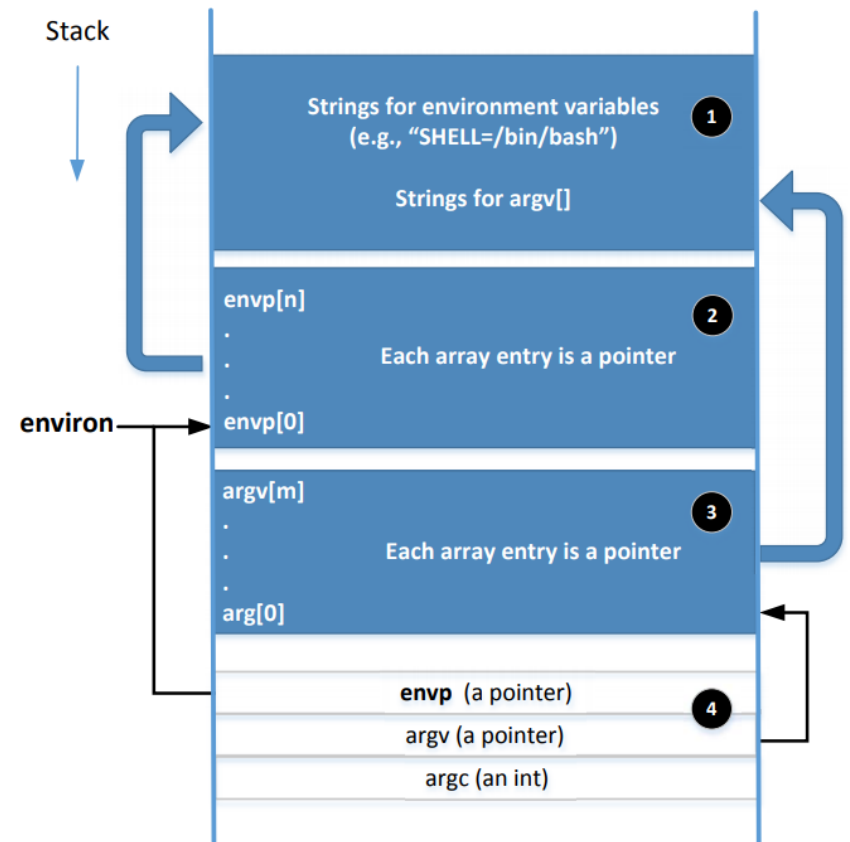 Stack
Strings for environment variables
(e.g., “SHELL=/bin/bash”)
1
Strings for argv[]
envp[n]
.
2
.
Each array entry is a pointer
.
environ
envp[0]
argv[m]
.
3
.
Each array entry is a pointer
.
arg[0]
envp (a pointer)
4
argv (a pointer)
argc (an int)